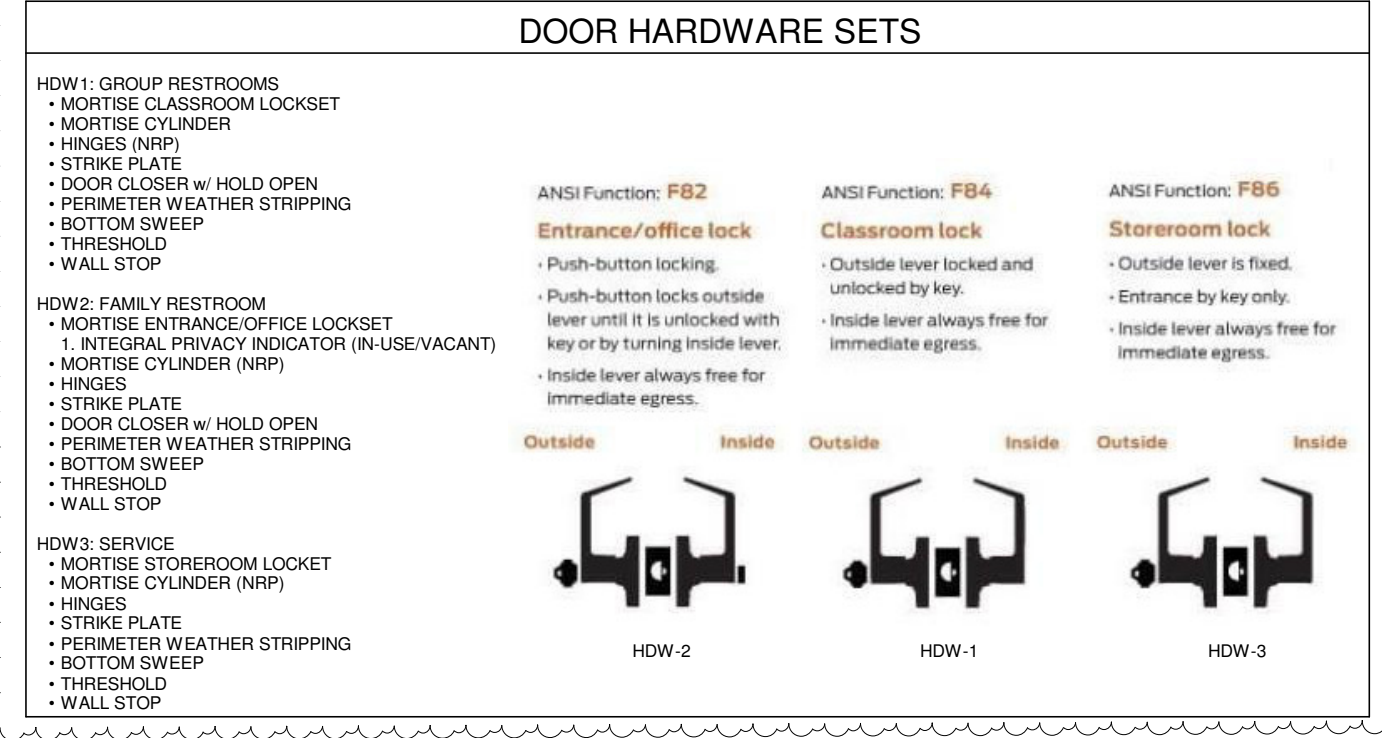 DOOR HARDWARE SETS
HDW1: GROUP RESTROOMS
• MORTISE CLASSROOM LOCKSET
• MORTISE CYLINDER
• HINGES (NRP)
• STRIKE PLATE
• DOOR CLOSER w/ HOLD OPEN
• PERIMETER WEATHER STRIPPING
• BOTTOM SWEEP
• THRESHOLD
• WALL STOP
HDW2: FAMILY RESTROOM
• MORTISE ENTRANCE/OFFICE LOCKSET
1. INTEGRAL PRIVACY INDICATOR (IN-USE/VACANT)
• MORTISE CYLINDER (NRP)
• HINGES
• STRIKE PLATE
• DOOR CLOSER w/ HOLD OPEN
• PERIMETER WEATHER STRIPPING
• BOTTOM SWEEP
• THRESHOLD
• WALL STOP
HDW3: SERVICE
• MORTISE STOREROOM LOCKET
• MORTISE CYLINDER (NRP)
• HINGES
• STRIKE PLATE
• PERIMETER WEATHER STRIPPING
• BOTTOM SWEEP
• THRESHOLD
• WALL STOP
ANSI Function: F82
Entrance/office lock
· Push-button locking.
· Push-button locks outside
lever until it is unlocked with
key or by turning inside lever.
· Inside lever always free for
immediate egress.
Outside Inside
HDW-2
ANSI Function: F84
Classroom lock
· Outside lever locked and
unlocked by key.
· Inside lever always free for
immediate egress.
Outside Inside
HDW-1
ANSI Function: F86
Storeroom lock
· Outside lever is fixed.
· Entrance by key only.
· Inside lever always free for
immediate egress.
Outside Inside
HDW-3